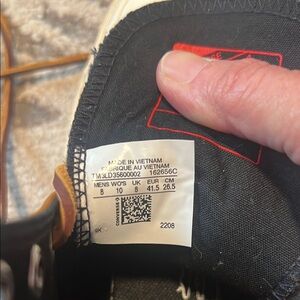 MADE IN VIETNAM
FABRIQUE AU VIETNAM
TM3LD35600002 162656C
MENS WO'S UK EUR CM
8 10 8 41.5 26.5
CONVERSE
2208